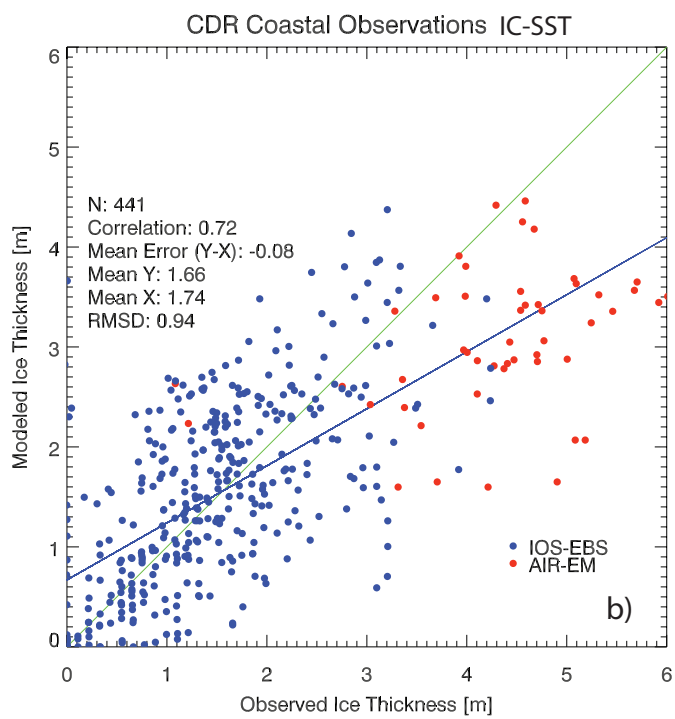 CDR Coastal Observations IC-SST
6
5
4
3
2
1
0
Modeled Ice Thickness [m]
N: 441
Correlation: 0.72
Mean Error (Y-X): -0.08
Mean Y: 1.66
Mean X: 1.74
RMSD: 0.94
IOS-EBS
AIR-EM
b)
0 1 2 3 4 5 6
Observed Ice Thickness [m]